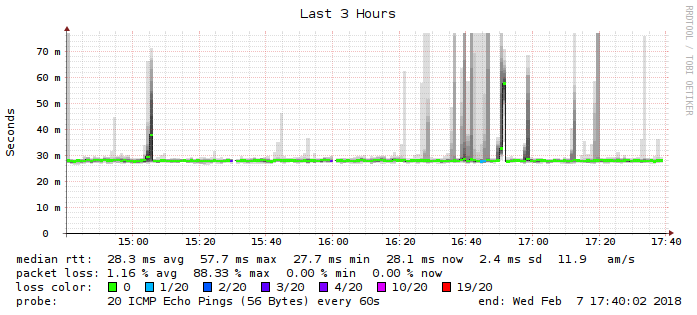 Last 3 Hours
RRDTOOL / TOBI OETIKER
Seconds
70 m
60 m
50 m
40 m
30 m
20 m
10 m
0
15:00 15:20 15:40 16:00 16:20 16:40 17:00 17:20 17:40
median rtt: 28.3 ms avg 57.7 ms max 27.7 ms min 28.1 ms now 2.4 ms sd 11.9 am/s
packet loss: 1.16 % avg 88.33 % max 0.00 % min 0.00 % now
loss color: 0 1/20 2/20 3/20 4/20 10/20 19/20
probe: 20 ICMP Echo Pings (56 Bytes) every 60s end: Wed Feb 7 17:40:02 2018